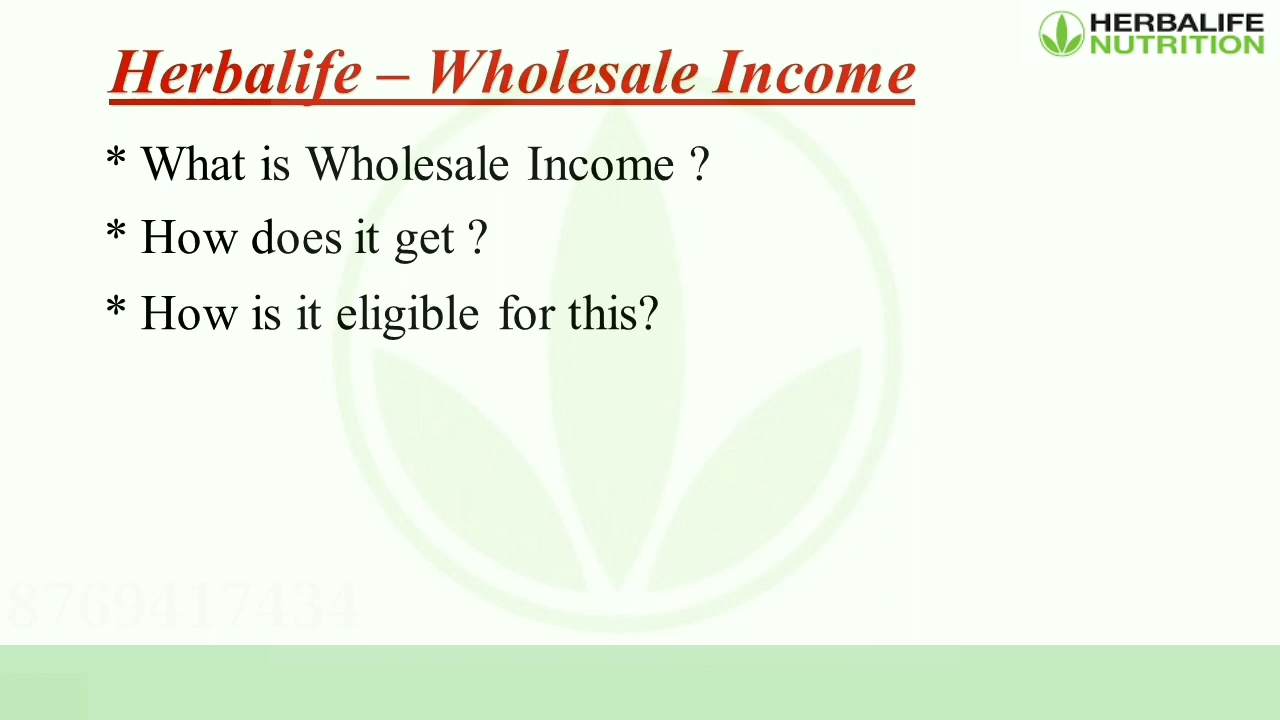 HERBALIFE
NUTRITION
Herbalife – Wholesale Income
* What is Wholesale Income ?
* How does it get ?
* How is it eligible for this?
8769417434